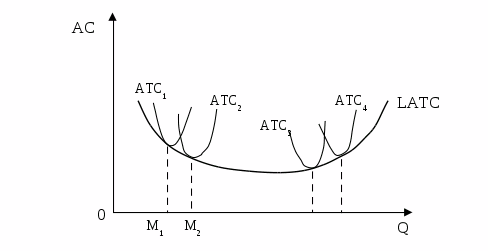 AC
ATC1
ATC2
ATC3
ATC4
LATC
0
M1
M2
Q